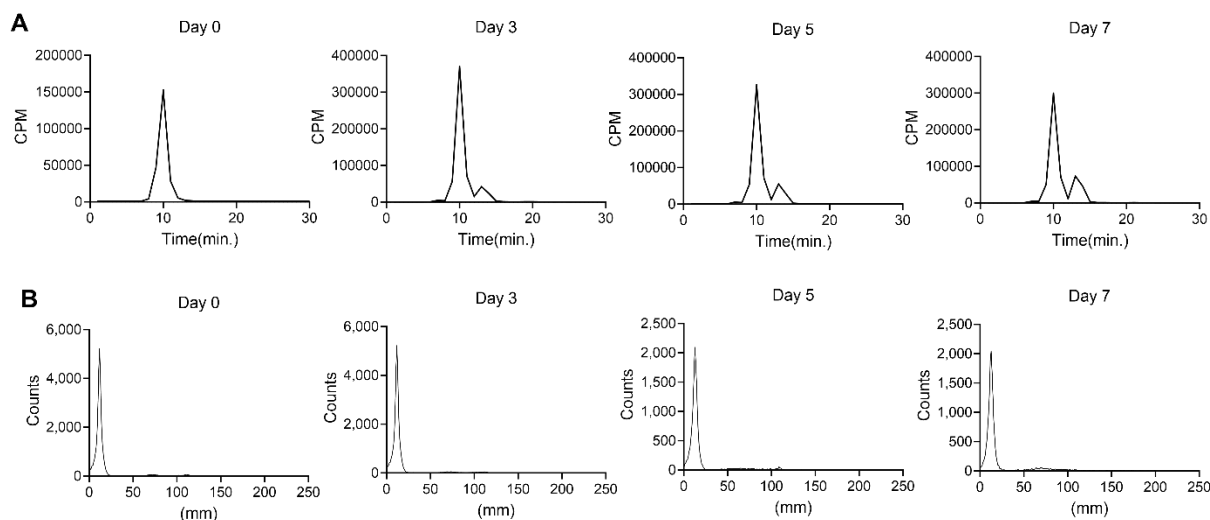 A
Day 0
200000
150000
100000
50000
0
CPM
0 10 20 30
Time(min.)
Day 3
400000
300000
200000
100000
0
CPM
0 10 20 30
Time(min.)
Day 5
400000
300000
200000
100000
0
CPM
0 10 20 30
Time(min.)
Day 7
400000
300000
200000
100000
0
CPM
0 10 20 30
Time(min.)
B
Day 0
6,000
4,000
2,000
0
Counts
0 50 100 150 200 250
(mm)
Day 3
6,000
4,000
2,000
0
Counts
0 50 100 150 200 250
(mm)
Day 5
2,500
2,000
1,500
1,000
500
0
Counts
0 50 100 150 200 250
(mm)
Day 7
2,500
2,000
1,500
1,000
500
0
Counts
0 50 100 150 200 250
(mm)